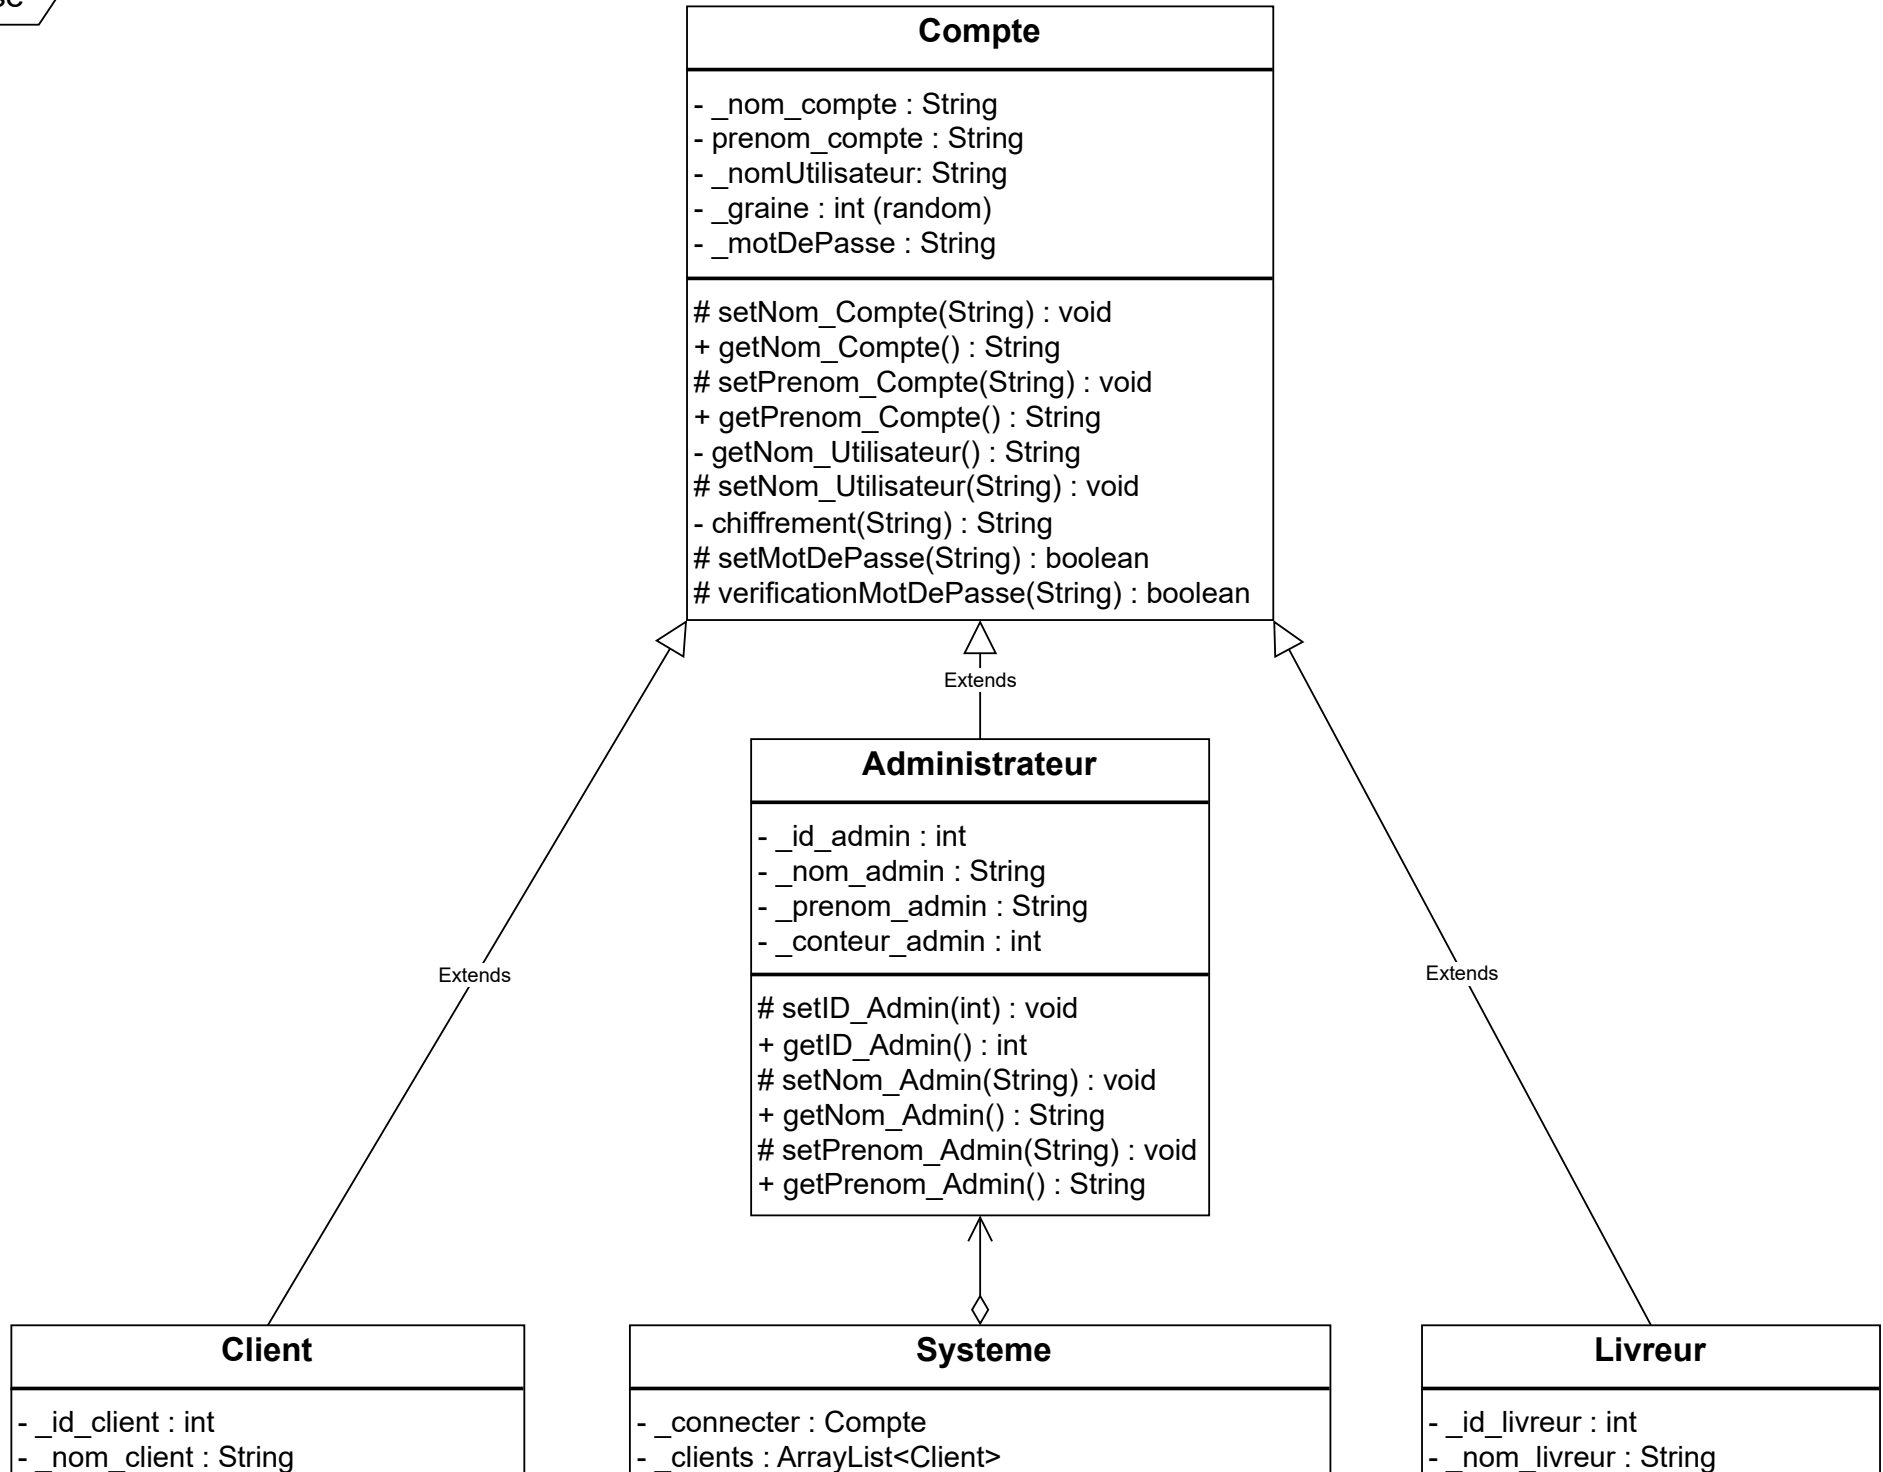 Compte
- _nom_compte : String
- prenom_compte : String
- _nomUtilisateur: String
- _graine : int (random)
- _motDePasse : String
# setNom_Compte(String) : void
+ getNom_Compte() : String
# setPrenom_Compte(String) : void
+ getPrenom_Compte() : String
- getNom_Utilisateur() : String
# setNom_Utilisateur(String) : void
- chiffrement(String) : String
# setMotDePasse(String) : boolean
# verificationMotDePasse(String) : boolean
Extends
Administrateur
- _id_admin : int
- _nom_admin : String
- _prenom_admin : String
- _conteur_admin : int
Extends
Extends
# setID_Admin(int) : void
+ getID_Admin() : int
# setNom_Admin(String) : void
+ getNom_Admin() : String
# setPrenom_Admin(String) : void
+ getPrenom_Admin() : String
Client
- _id_client : int
- _nom_client : String
Systeme
- _connecter : Compte
- _clients : ArrayList<Client>
Livreur
- _id_livreur : int
- _nom_livreur : String